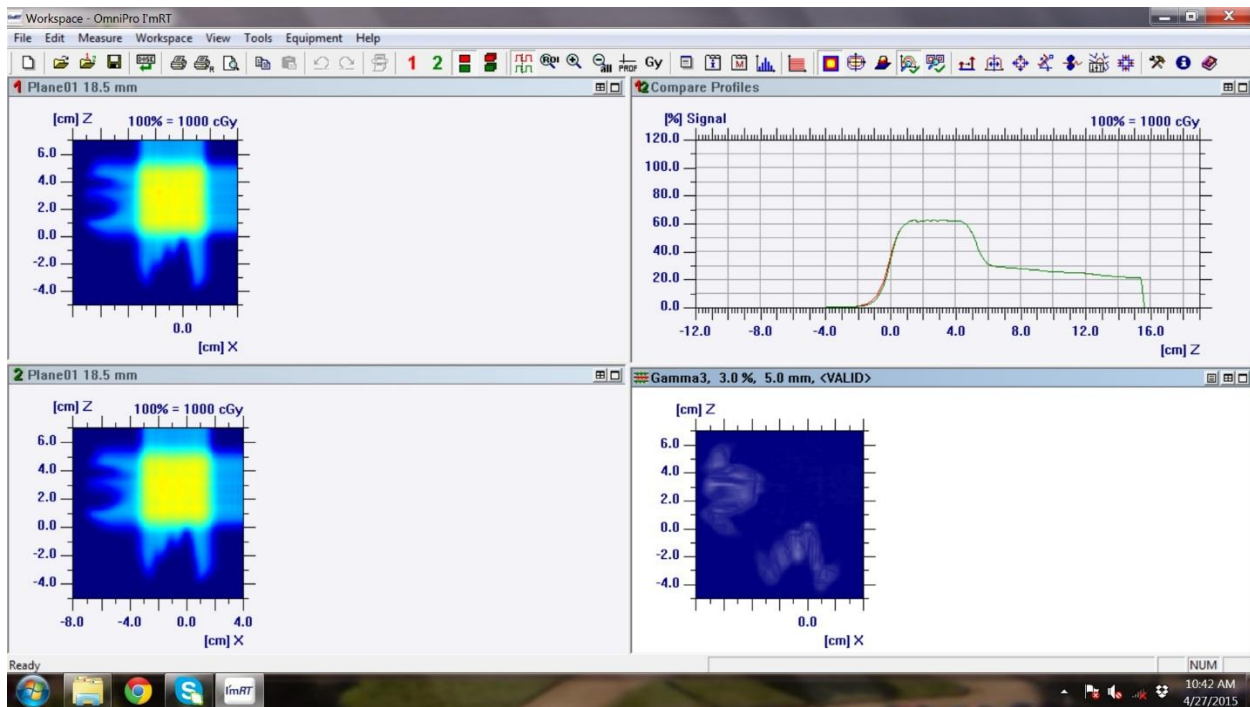 Workspace - OmniPro I'mRT
File Edit Measure Workspace View Tools Equipment Help
1 2 ROI all PROF Gy
1 Plane01 18.5 mm
[cm] Z 100% = 1000 cGy
6.0
4.0
2.0
0.0
-2.0
-4.0
0.0
[cm] X
12 Compare Profiles
[%] Signal 100% = 1000 cGy
120.0
100.0
80.0
60.0
40.0
20.0
0.0
-12.0 -8.0 -4.0 0.0 4.0 8.0 12.0 16.0
[cm] Z
2 Plane01 18.5 mm
[cm] Z 100% = 1000 cGy
6.0
4.0
2.0
0.0
-2.0
-4.0
-8.0 -4.0 0.0 4.0
[cm] X
Gamma3, 3.0 %, 5.0 mm, <VALID>
[cm] Z
6.0
4.0
2.0
0.0
-2.0
-4.0
0.0
[cm] X
Ready NUM
I'mRT
10:42 AM
4/27/2015